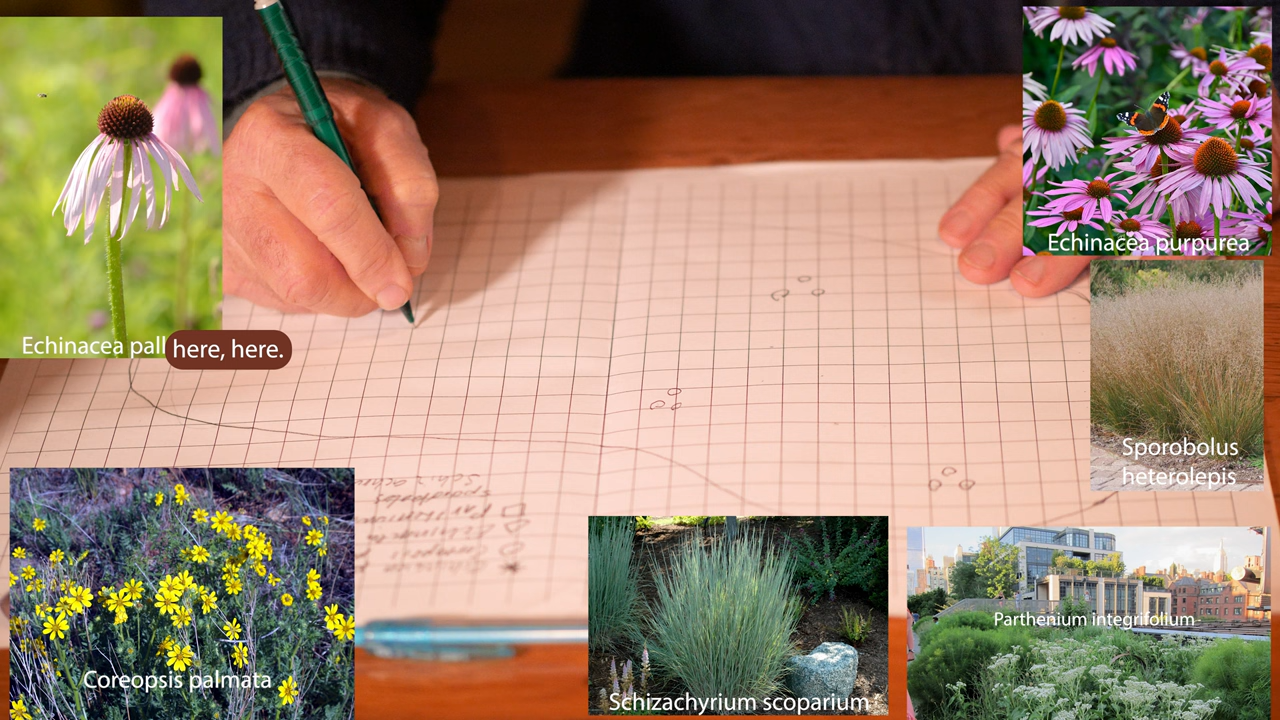 Echinacea purpurea
Echinacea pall
here, here.
Sporobolus
heterolepis
Parthenium integrifolium
Coreopsis palmata
Schizachyrium scoparium